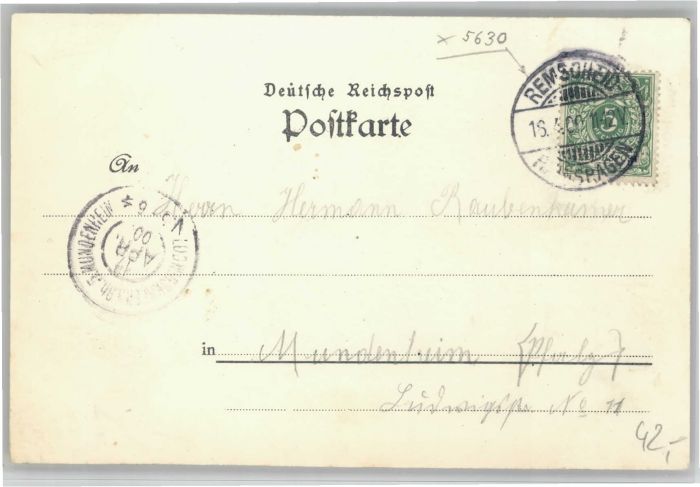 × 5630
REMSCHEID
16.4.00
5
Deutsche Reichspost
Postkarte
An
Herrn Hermann Raubenheimer
MUNDENHEIM
APR.
00
in Mundenheim (Pfalz)
Ludwigstr. No 11
42,-